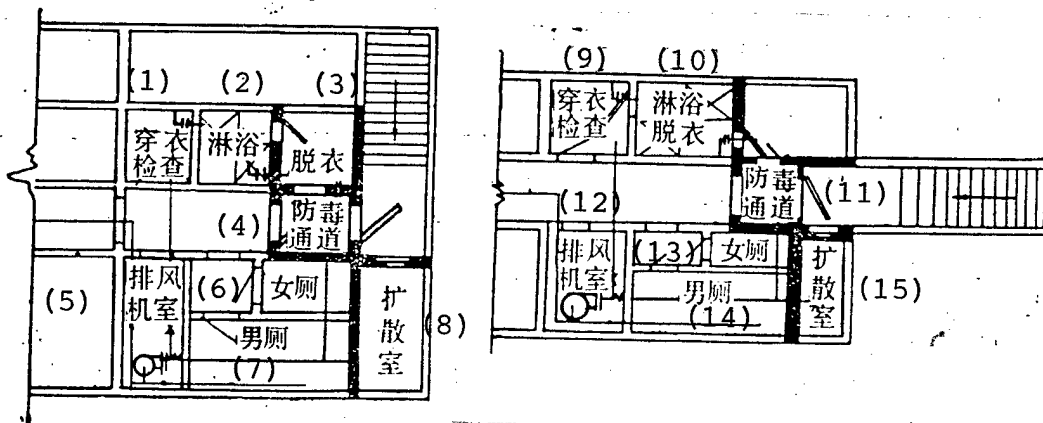 (1)
(2)
(3)
穿衣
检查
淋浴
脱衣
(4)
防毒
通道
(5)
排风
机室
(6)
女厕
男厕
(7)
扩
散
室
(8)
(9)
(10)
穿衣
检查
淋浴
脱衣
防毒
通道
(11)
(12)
排风
机室
(13)
女厕
男厕
(14)
扩
散
室
(15)